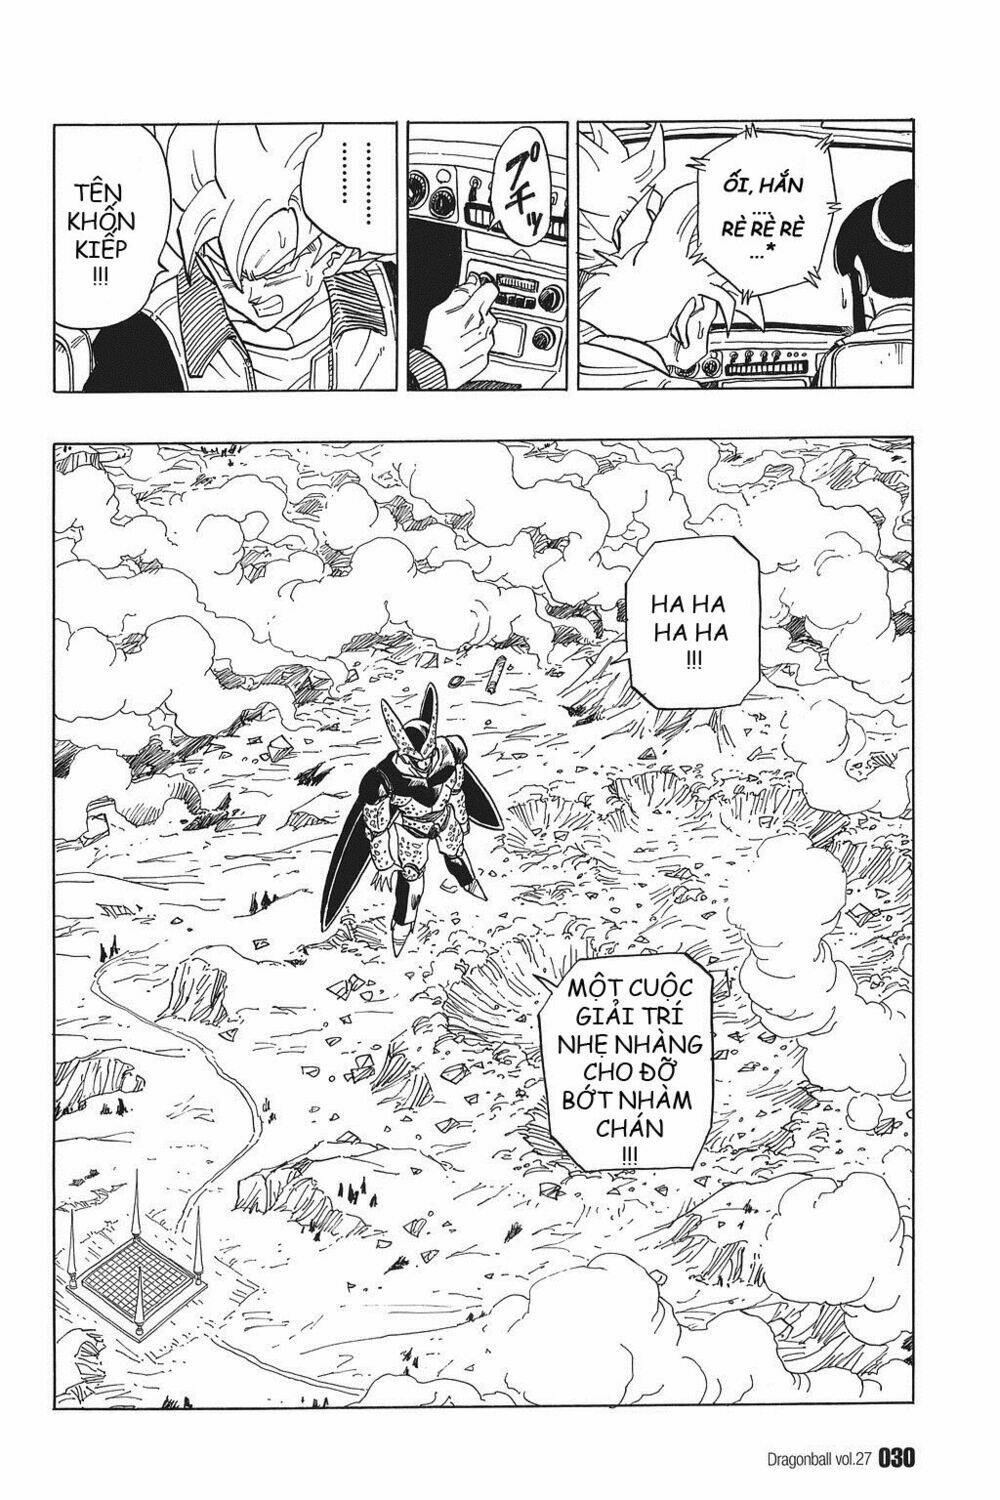 TÊN
KHỐN
KIẾP
!!!
......
......
プチッ
ỐI, HẮN
....
RÈ RÈ RÈ
*
...
HA HA
HA HA
!!!
MỘT CUỘC
GIẢI TRÍ
NHẸ NHÀNG
CHO ĐỠ
BỚT NHÀM
CHÁN
!!!
Dragonball vol.27 030